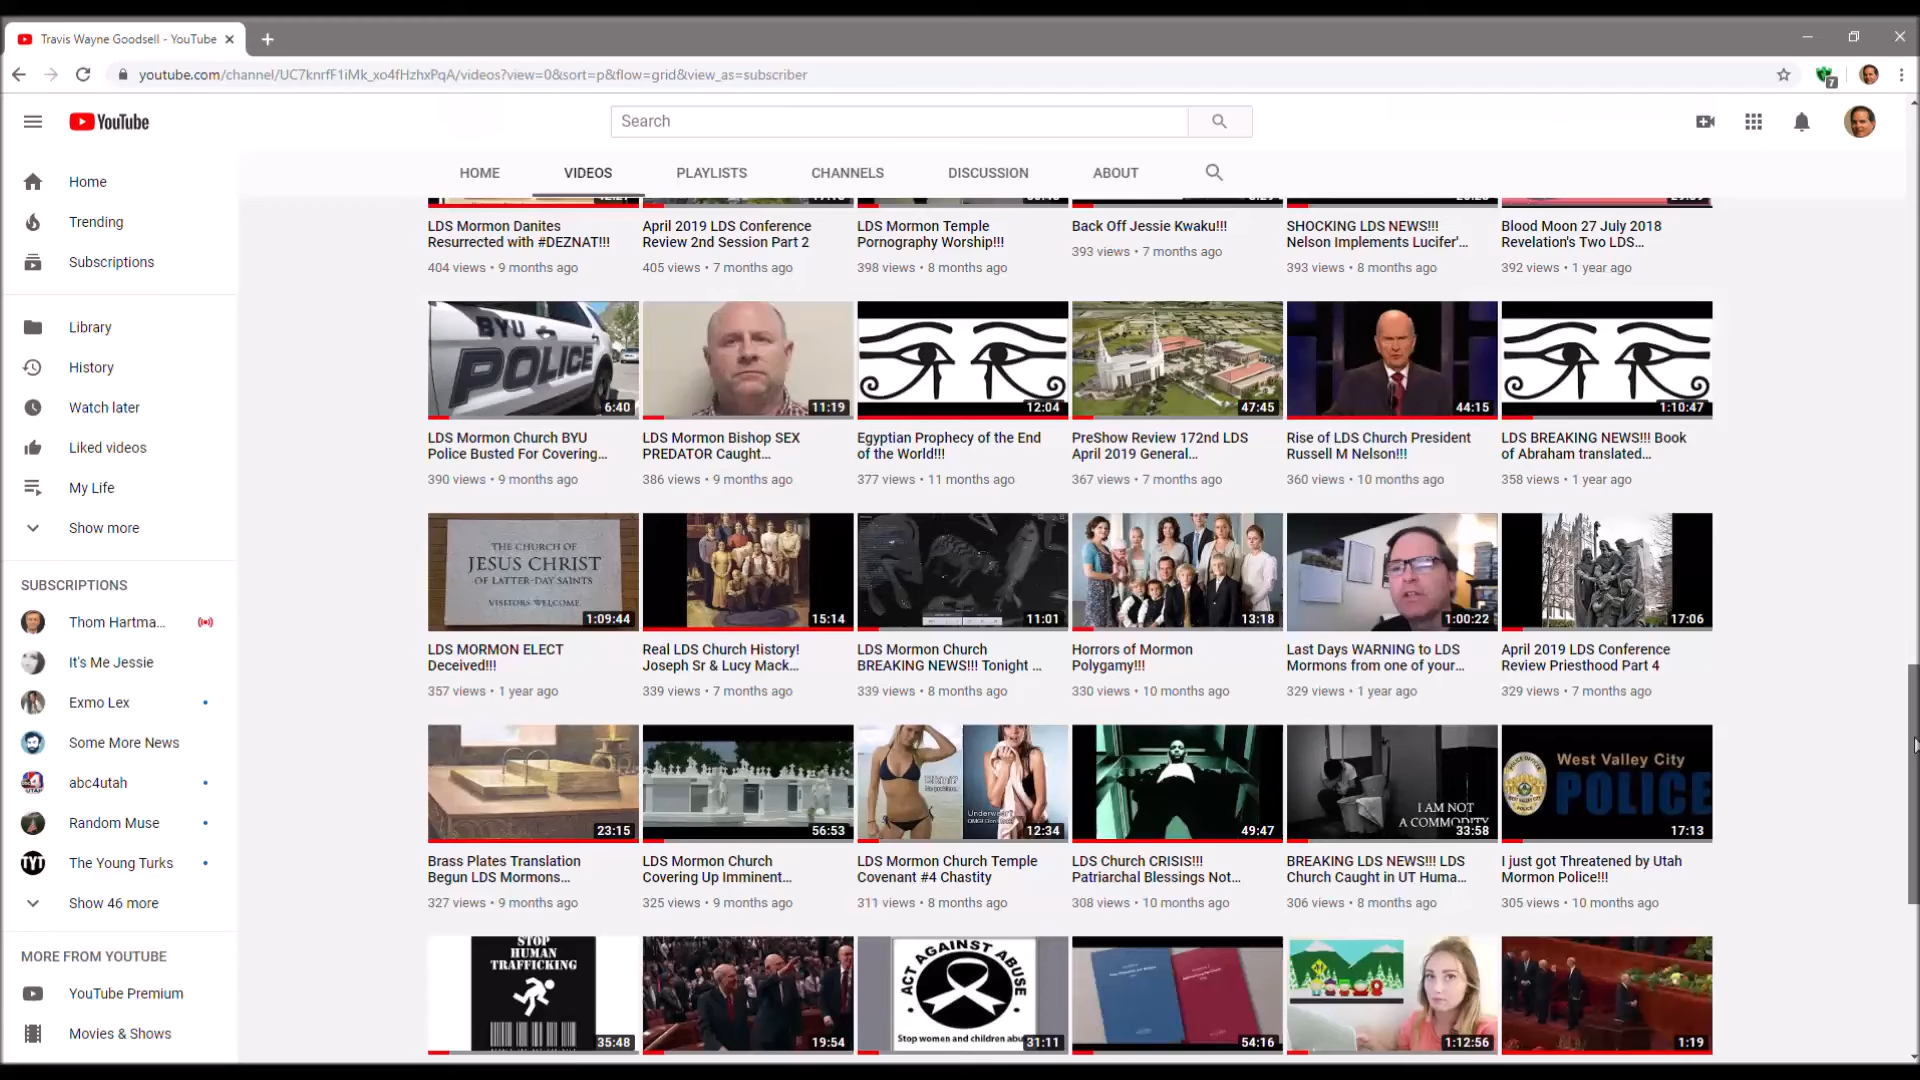 Travis Wayne Goodsell - YouTube
youtube.com/channel/UC7knrfF1iMk_xo4fHzhxPqA/videos?view=0&sort=p&flow=grid&view_as=subscriber
7
YouTube
Search
HOME VIDEOS PLAYLISTS CHANNELS DISCUSSION ABOUT
Home
Trending
Subscriptions
Library
History
Watch later
Liked videos
My Life
Show more
SUBSCRIPTIONS
Thom Hartma...
It's Me Jessie
Exmo Lex
Some More News
abc4utah
Random Muse
TYT
The Young Turks
Show 46 more
MORE FROM YOUTUBE
YouTube Premium
Movies & Shows
LDS Mormon Danites
Resurrected with #DEZNAT!!!
404 views • 9 months ago
April 2019 LDS Conference
Review 2nd Session Part 2
405 views • 7 months ago
LDS Mormon Temple
Pornography Worship!!!
398 views • 8 months ago
Back Off Jessie Kwaku!!!
393 views • 7 months ago
SHOCKING LDS NEWS!!!
Nelson Implements Lucifer'...
393 views • 8 months ago
Blood Moon 27 July 2018
Revelation's Two LDS...
392 views • 1 year ago
BYU
POLICE
6:40
LDS Mormon Church BYU
Police Busted For Covering...
390 views • 9 months ago
11:19
LDS Mormon Bishop SEX
PREDATOR Caught...
386 views • 9 months ago
12:04
Egyptian Prophecy of the End
of the World!!!
377 views • 11 months ago
47:45
PreShow Review 172nd LDS
April 2019 General...
367 views • 7 months ago
44:15
Rise of LDS Church President
Russell M Nelson!!!
360 views • 10 months ago
1:10:47
LDS BREAKING NEWS!!! Book
of Abraham translated...
358 views • 1 year ago
THE CHURCH OF
JESUS CHRIST
OF LATTER-DAY SAINTS
VISITORS WELCOME
1:09:44
LDS MORMON ELECT
Deceived!!!
357 views • 1 year ago
15:14
Real LDS Church History!
Joseph Sr & Lucy Mack...
339 views • 7 months ago
11:01
LDS Mormon Church
BREAKING NEWS!!! Tonight ...
339 views • 8 months ago
13:18
Horrors of Mormon
Polygamy!!!
330 views • 10 months ago
1:00:22
Last Days WARNING to LDS
Mormons from one of your...
329 views • 1 year ago
17:06
April 2019 LDS Conference
Review Priesthood Part 4
329 views • 7 months ago
23:15
Brass Plates Translation
Begun LDS Mormons...
327 views • 9 months ago
56:53
LDS Mormon Church
Covering Up Imminent...
325 views • 9 months ago
Bikini?
Underwear?
12:34
LDS Mormon Church Temple
Covenant #4 Chastity
311 views • 8 months ago
49:47
LDS Church CRISIS!!!
Patriarchal Blessings Not...
308 views • 10 months ago
I AM NOT
A COMMODITY
33:58
BREAKING LDS NEWS!!! LDS
Church Caught in UT Huma...
306 views • 8 months ago
West Valley City
POLICE
17:13
I just got Threatened by Utah
Mormon Police!!!
305 views • 10 months ago
STOP
HUMAN
TRAFFICKING
35:48
19:54
ACT AGAINST ABUSE
Stop women and children abu
31:11
54:16
1:12:56
1:19